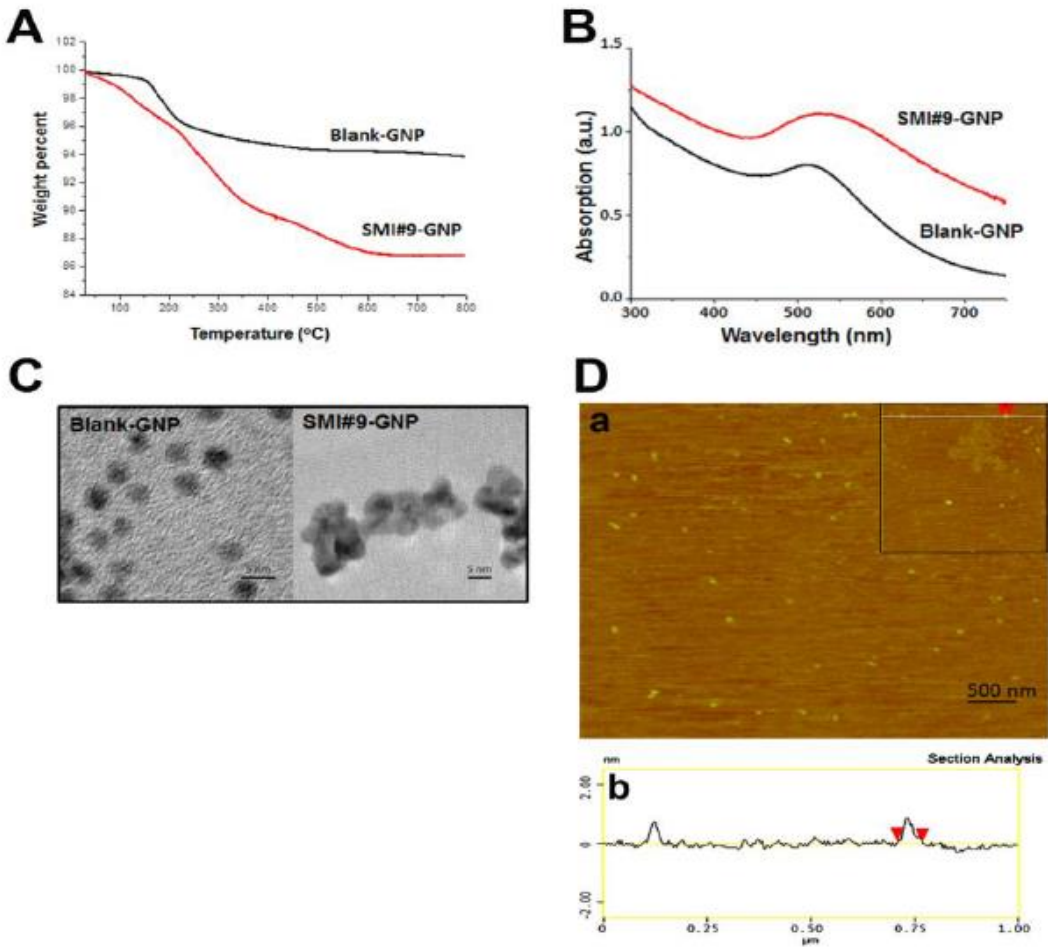 A
102
100
98
96
94
92
90
88
86
84
Weight percent
Blank-GNP
SMI#9-GNP
100 200 300 400 500 600 700 800
Temperature (°C)
B
1.5
1.0
0.5
0.0
Absorption (a.u.)
SMI#9-GNP
Blank-GNP
300 400 500 600 700
Wavelength (nm)
C
Blank-GNP
5 nm
SMI#9-GNP
5 nm
D
a
500 nm
nm
Section Analysis
b
2.00
0
-2.00
0 0.25 0.50 0.75 1.00
µm